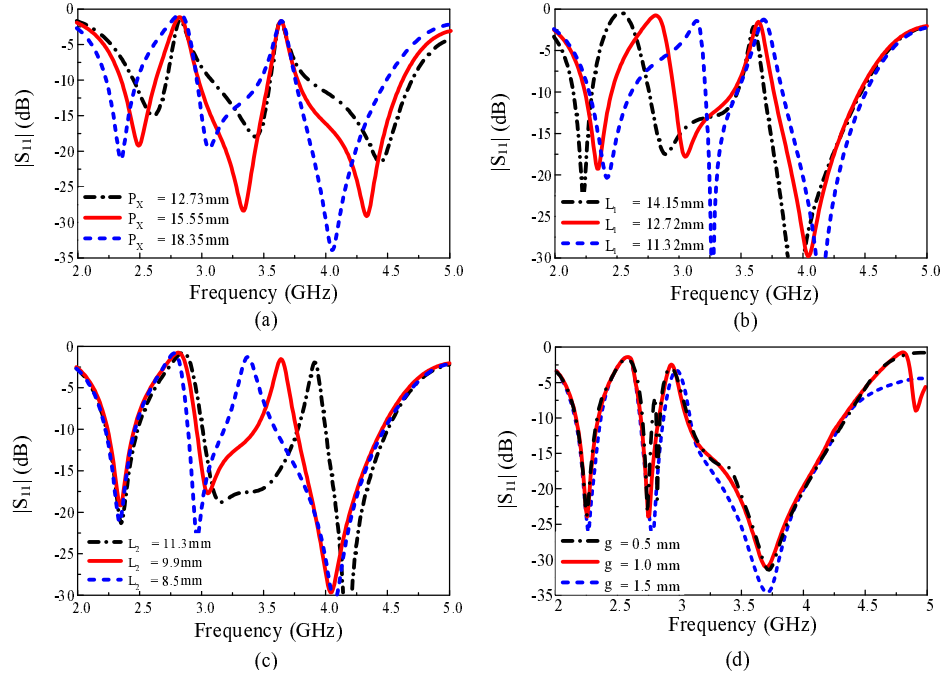 0
-5
-10
-15
-20
-25
-30
-35
|S11| (dB)
PX = 12.73mm
PX = 15.55mm
PX = 18.35mm
2.0 2.5 3.0 3.5 4.0 4.5 5.0
Frequency (GHz)
(a)
0
-5
-10
-15
-20
-25
-30
|S11| (dB)
L1 = 14.15mm
L1 = 12.72mm
L1 = 11.32mm
2.0 2.5 3.0 3.5 4.0 4.5 5.0
Frequency (GHz)
(b)
0
-5
-10
-15
-20
-25
-30
|S11| (dB)
L2 = 11.3mm
L2 = 9.9mm
L2 = 8.5mm
2.0 2.5 3.0 3.5 4.0 4.5 5.0
Frequency (GHz)
(c)
0
-5
-10
-15
-20
-25
-30
-35
|S11| (dB)
g = 0.5 mm
g = 1.0 mm
g = 1.5 mm
2 2.5 3 3.5 4 4.5 5
Frequency (GHz)
(d)